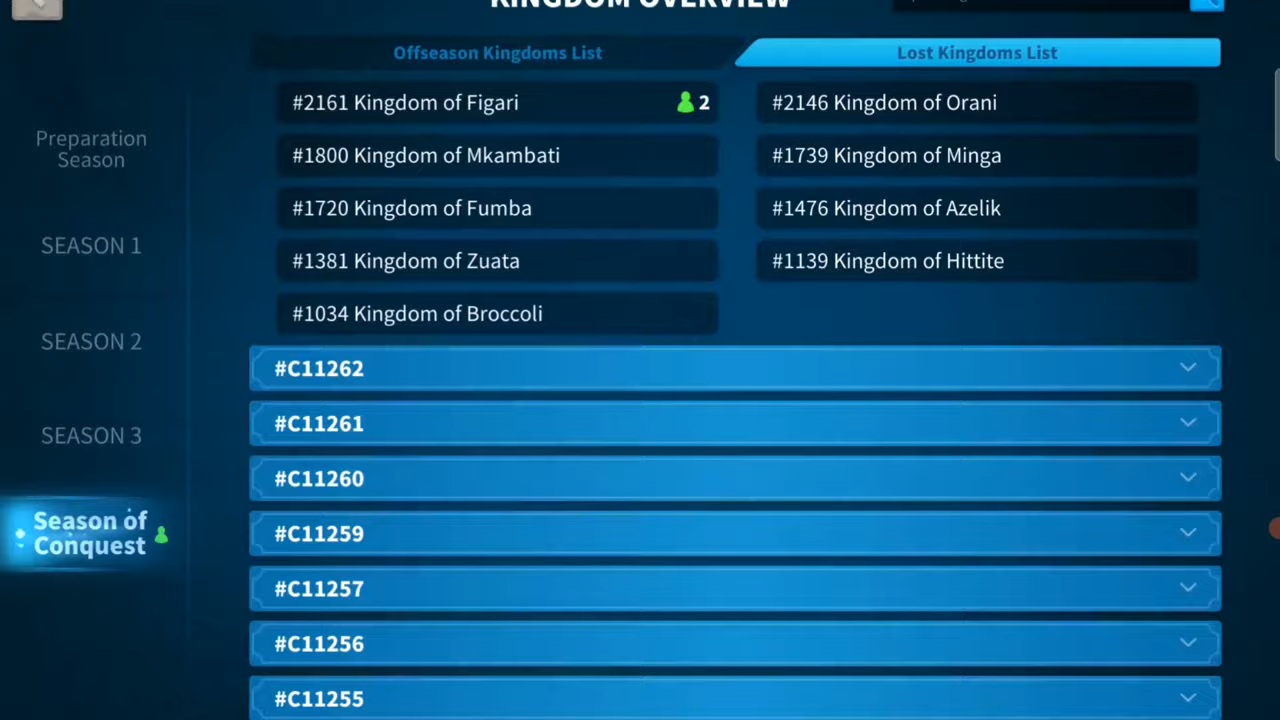 KINGDOM OVERVIEW
Offseason Kingdoms List
Lost Kingdoms List
Preparation
Season
SEASON 1
SEASON 2
SEASON 3
Season of
Conquest
#2161 Kingdom of Figari
2
#2146 Kingdom of Orani
#1800 Kingdom of Mkambati
#1739 Kingdom of Minga
#1720 Kingdom of Fumba
#1476 Kingdom of Azelik
#1381 Kingdom of Zuata
#1139 Kingdom of Hittite
#1034 Kingdom of Broccoli
#C11262
#C11261
#C11260
#C11259
#C11257
#C11256
#C11255